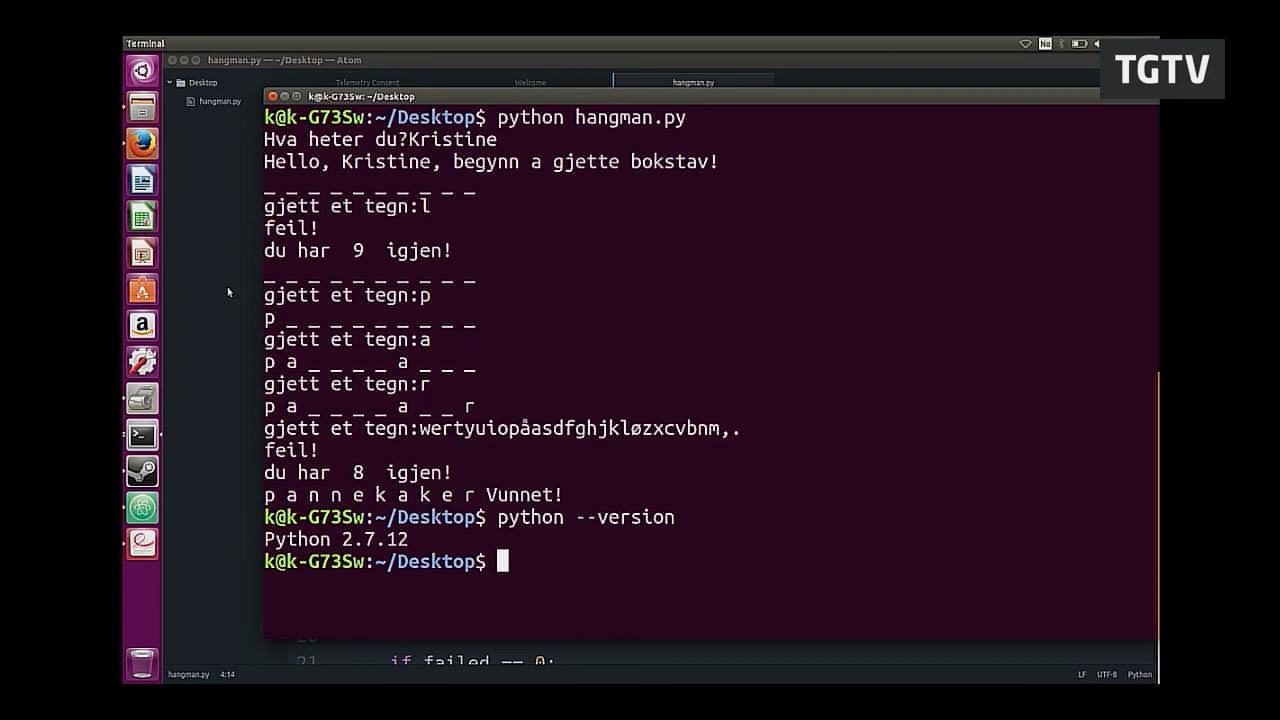 Terminal
TGTV
hangman.py — ~/Desktop — Atom
Desktop
Telemetry Consent
Welcome
hangman.py
hangman.py
k@k-G73Sw: ~/Desktop
k@k-G73Sw:~/Desktop$ python hangman.py
Hva heter du?Kristine
Hello, Kristine, begynn a gjette bokstav!
_ _ _ _ _ _ _ _ _ _
gjett et tegn:l
feil!
du har  9  igjen!
_ _ _ _ _ _ _ _ _ _
gjett et tegn:p
p _ _ _ _ _ _ _ _ _
gjett et tegn:a
p a _ _ _ _ a _ _ _
gjett et tegn:r
p a _ _ _ _ a _ _ r
gjett et tegn:wertyuiopåasdfghjkløzxcvbnm,.
feil!
du har  8  igjen!
p a n n e k a k e r Vunnet!
k@k-G73Sw:~/Desktop$ python --version
Python 2.7.12
k@k-G73Sw:~/Desktop$
21 if failed == 0:
hangman.py 4:14
LF UTF-8 Python